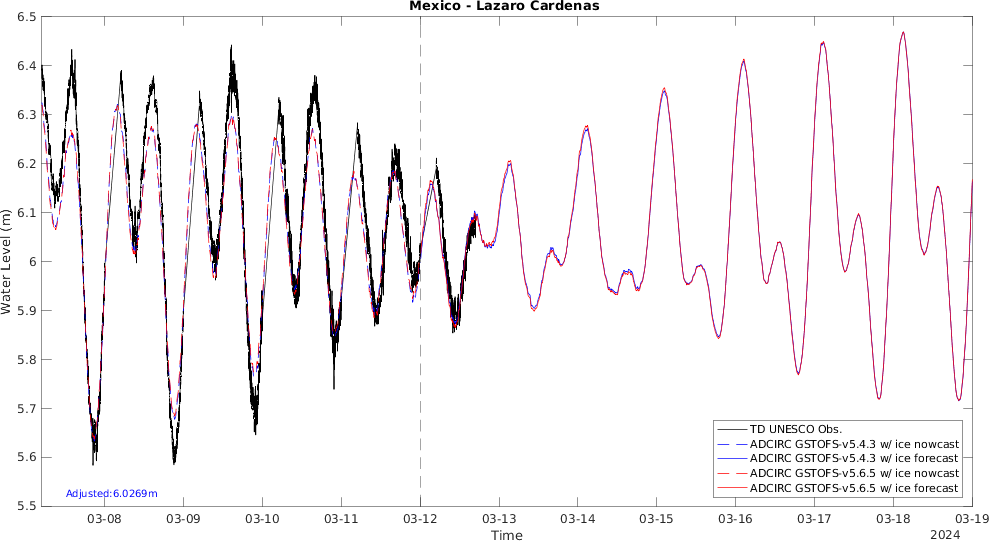 Mexico - Lazaro Cardenas
6.5
6.4
6.3
6.2
6.1
6
5.9
5.8
5.7
5.6
5.5
Water Level (m)
Adjusted:6.0269m
TD UNESCO Obs.
ADCIRC GSTOFS-v5.4.3 w/ ice nowcast
ADCIRC GSTOFS-v5.4.3 w/ ice forecast
ADCIRC GSTOFS-v5.6.5 w/ ice nowcast
ADCIRC GSTOFS-v5.6.5 w/ ice forecast
03-08 03-09 03-10 03-11 03-12 03-13 03-14 03-15 03-16 03-17 03-18 03-19
Time
2024